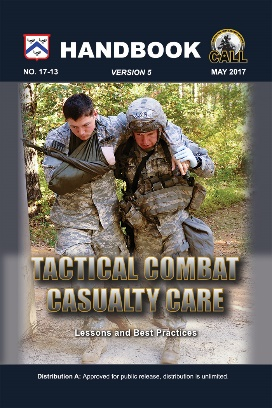 HANDBOOK
CALL
NO. 17-13
VERSION 5
MAY 2017
TACTICAL COMBAT
CASUALTY CARE
Lessons and Best Practices
Distribution A: Approved for public release, distribution is unlimited.